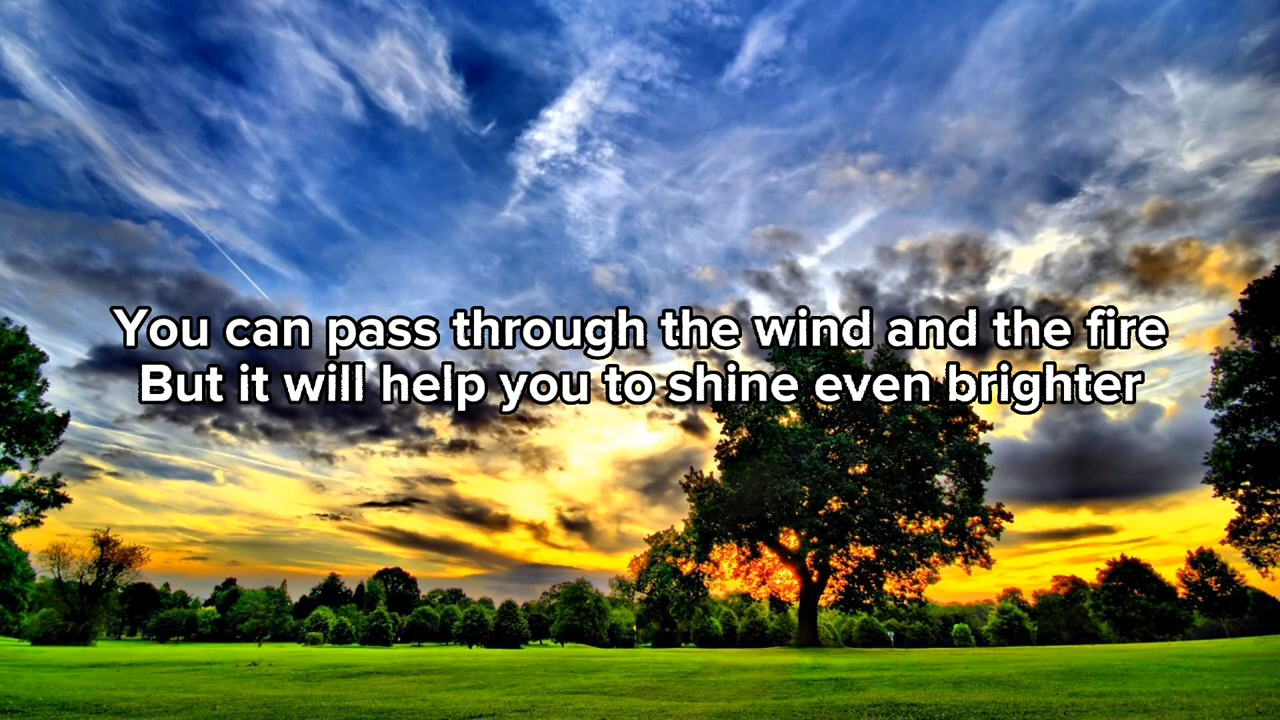 You can pass through the wind and the fire
But it will help you to shine even brighter